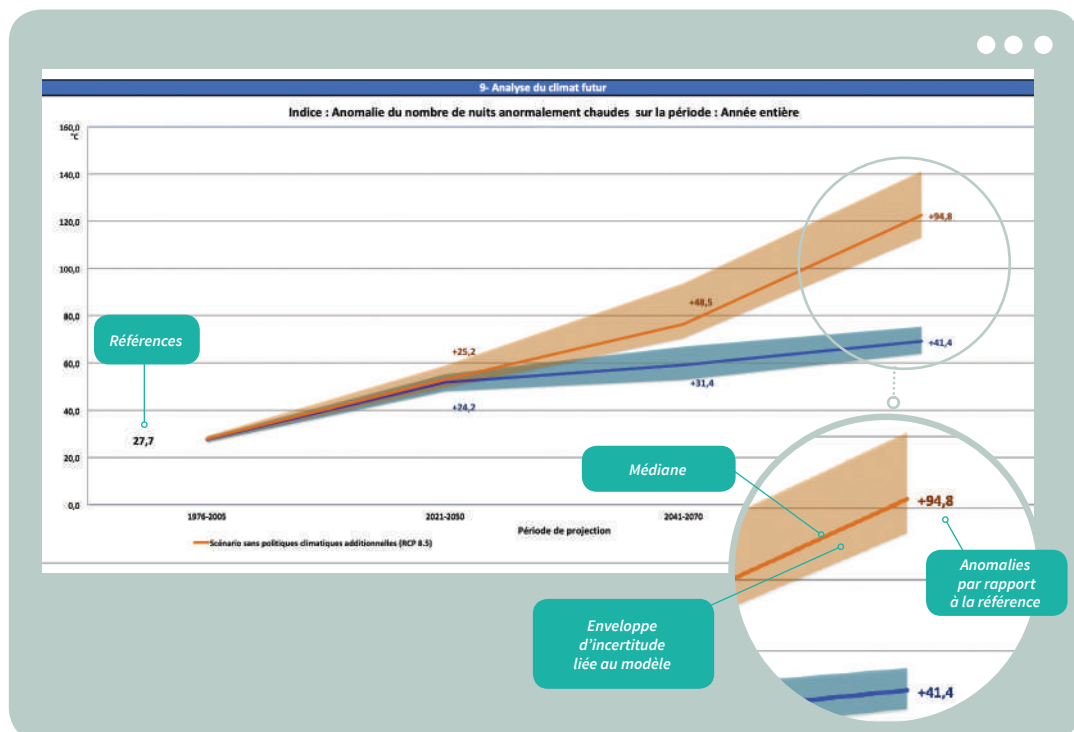 9- Analyse du climat futur
Indice : Anomalie du nombre de nuits anormalement chaudes sur la période : Année entière
160,0
°C
140,0
120,0
100,0
80,0
60,0
40,0
20,0
0,0
Références
27,7
+25,2
+24,2
+48,5
+31,4
+94,8
+41,4
1976-2005
2021-2050
2041-2070
Période de projection
Scénario sans politiques climatiques additionnelles (RCP 8.5)
Médiane
+94,8
Anomalies
par rapport
à la référence
Enveloppe
d’incertitude
liée au modèle
+41,4